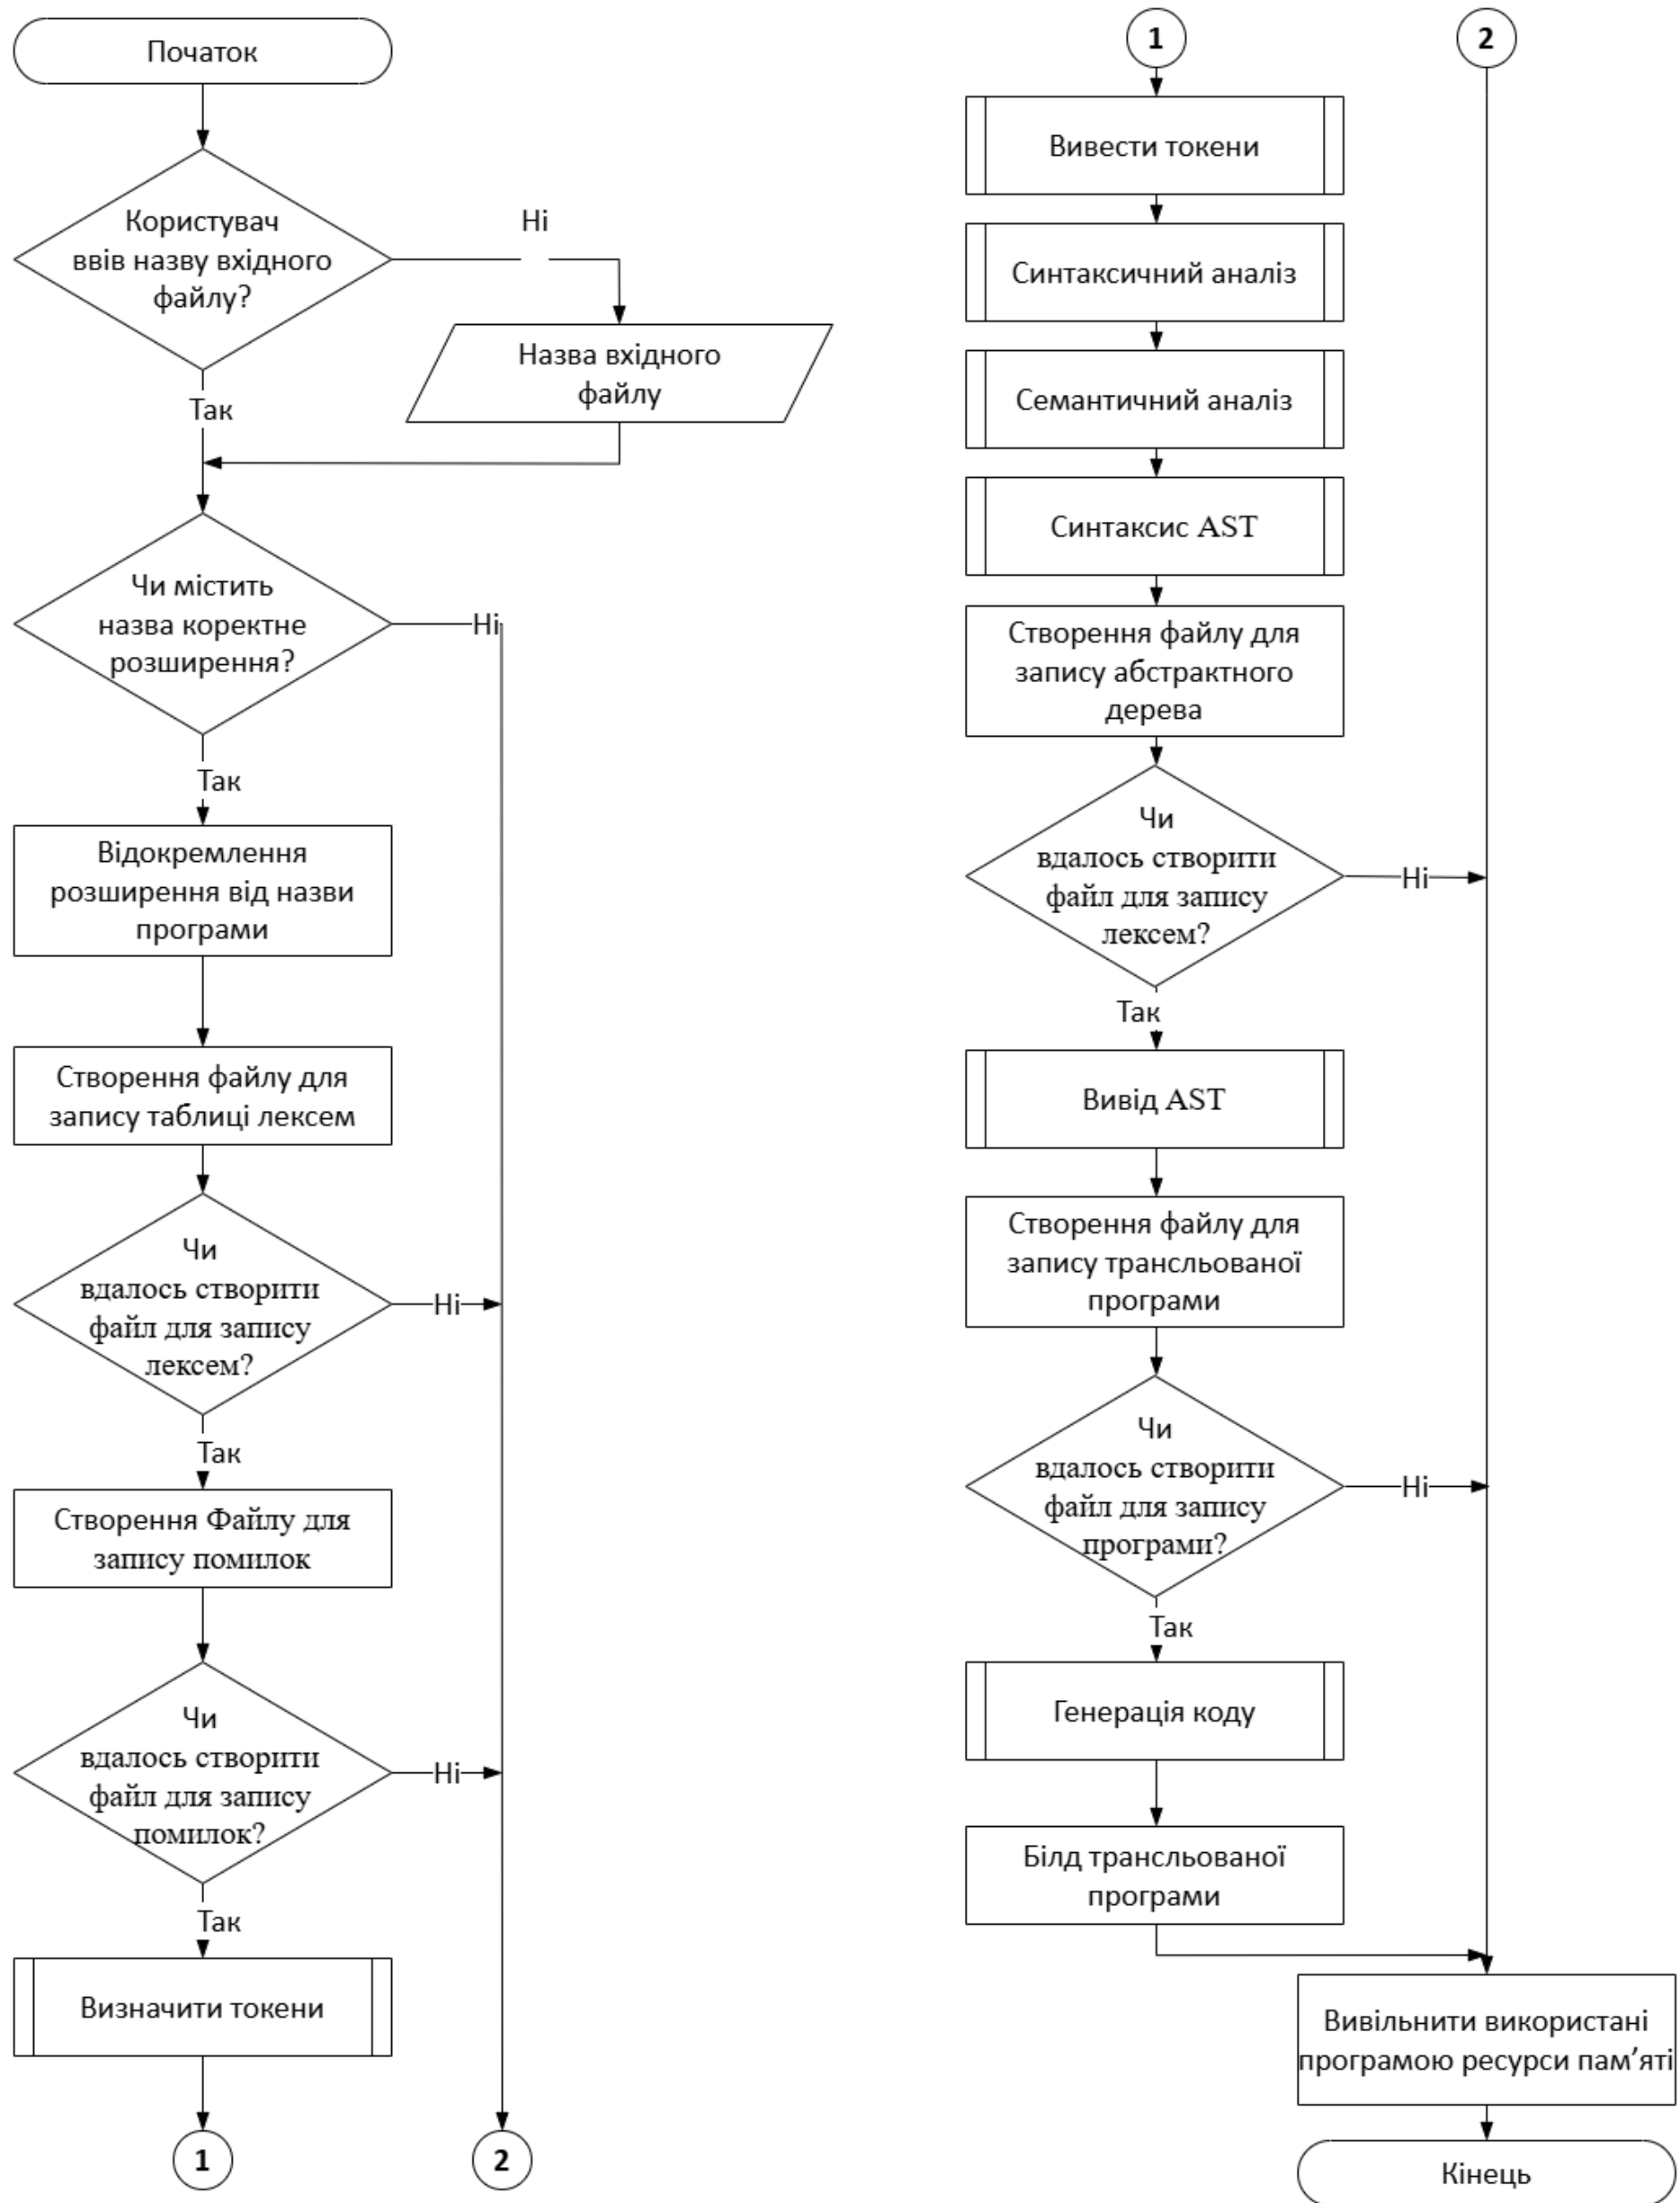 Початок
Користувач
ввів назву вхідного
файлу?
Ні
Назва вхідного
файлу
Так
Чи містить
назва коректне
розширення?
Ні
Так
Відокремлення
розширення від назви
програми
Створення файлу для
запису таблиці лексем
Чи
вдалось створити
файл для запису
лексем?
Ні
Так
Створення Файлу для
запису помилок
Чи
вдалось створити
файл для запису
помилок?
Ні
Так
Визначити токени
1
2
1
2
Вивести токени
Синтаксичний аналіз
Семантичний аналіз
Синтаксис AST
Створення файлу для
запису абстрактного
дерева
Чи
вдалось створити
файл для запису
лексем?
Ні
Так
Вивід AST
Створення файлу для
запису трансльованої
програми
Чи
вдалось створити
файл для запису
програми?
Ні
Так
Генерація коду
Білд трансльованої
програми
Вивільнити використані
програмою ресурси пам’яті
Кінець